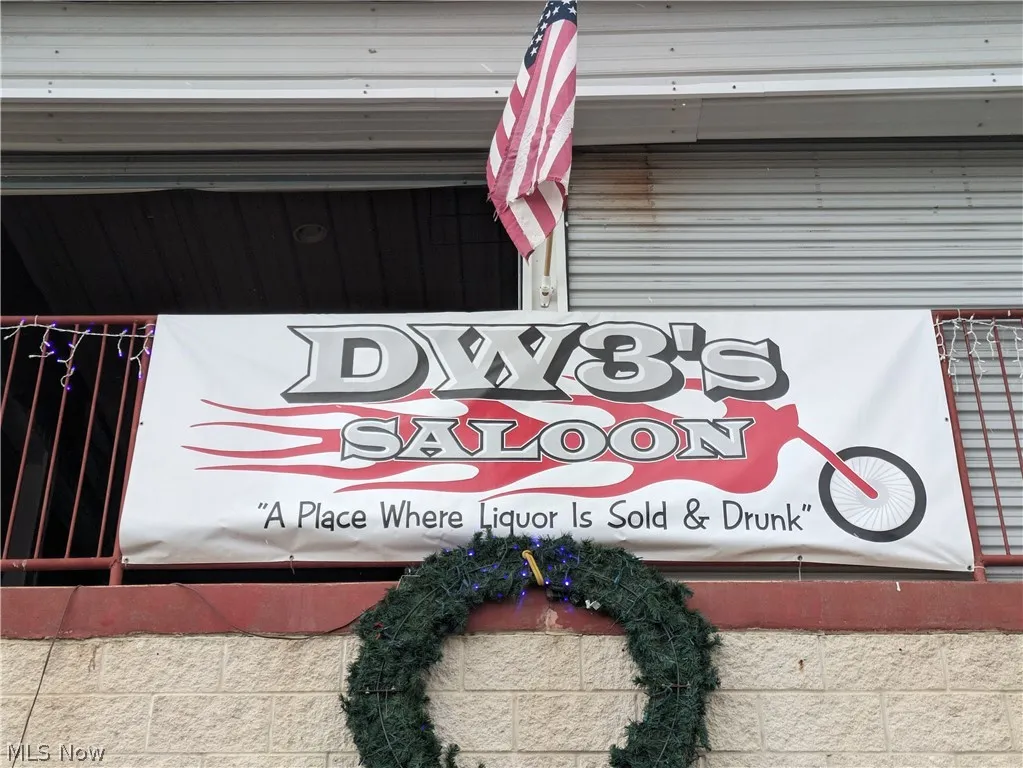 DW3's
SALOON
"A Place Where Liquor Is Sold & Drunk"
MLS Now